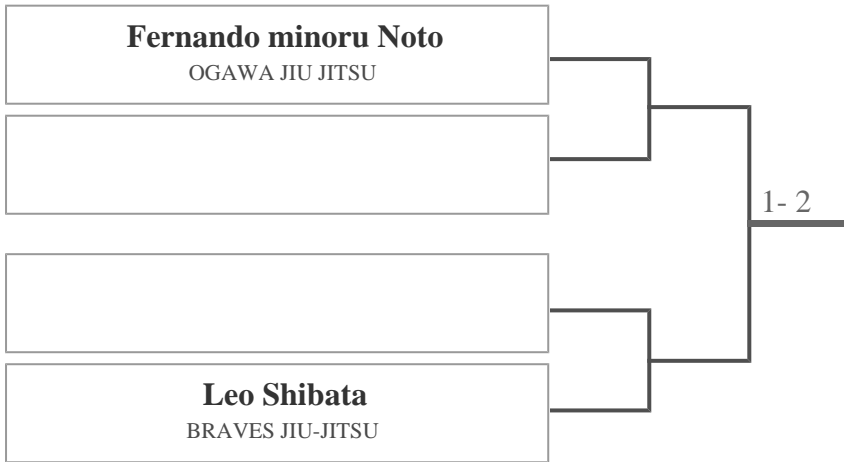 Fernando minoru Noto
OGAWA JIU JITSU
1- 2
Leo Shibata
BRAVES JIU-JITSU